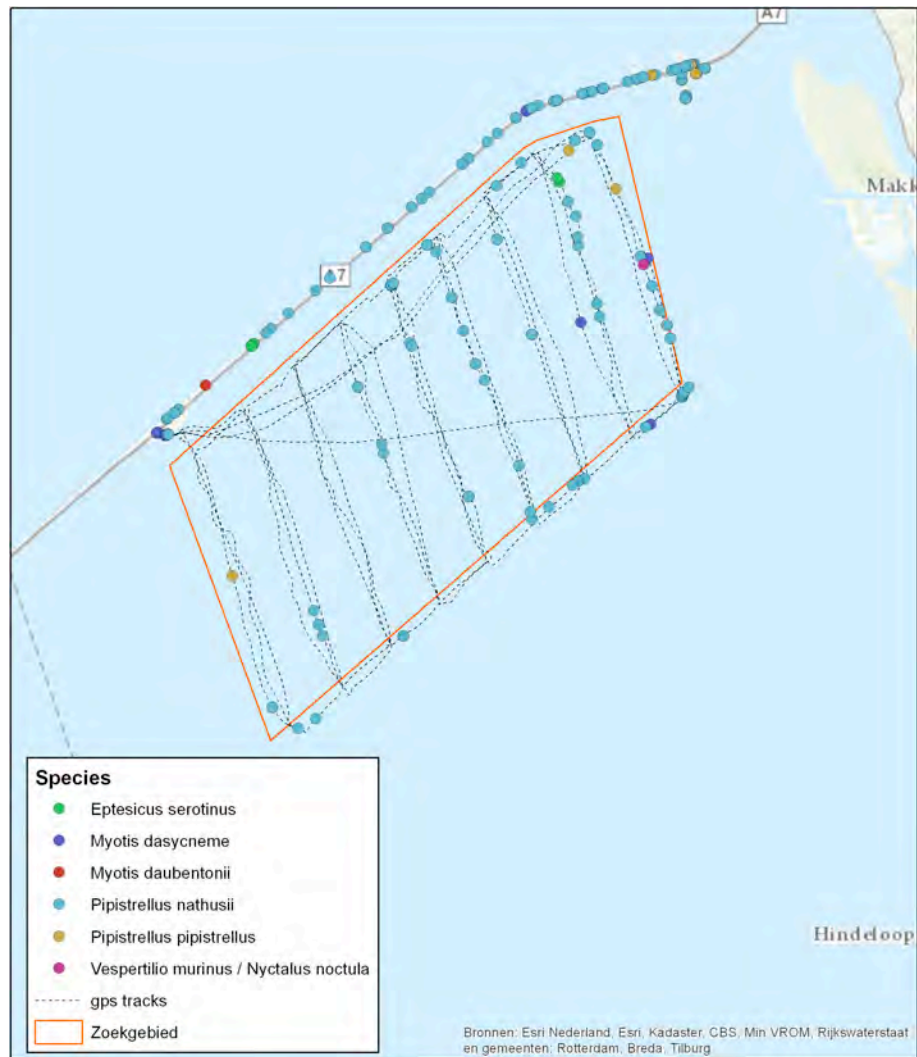 A7
Makk
A7
Species
Eptesicus serotinus
Myotis dasycneme
Myotis daubentonii
Pipistrellus nathusii
Pipistrellus pipistrellus
Vespertilio murinus / Nyctalus noctula
gps tracks
Zoekgebied
Hindeloop
Bronnen: Esri Nederland, Esri, Kadaster, CBS, Min VROM, Rijkswaterstaat
en gemeenten: Rotterdam, Breda, Tilburg